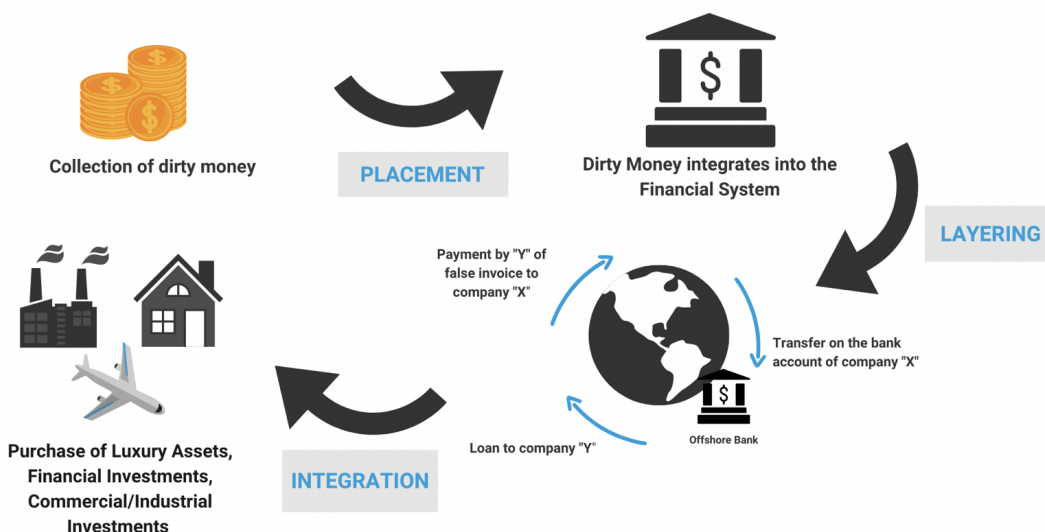 Collection of dirty money
PLACEMENT
$
Dirty Money integrates into the
Financial System
LAYERING
Payment by "Y" of
false invoice to
company "X"
Transfer on the bank
account of company "X"
$
Offshore Bank
Loan to company "Y"
INTEGRATION
Purchase of Luxury Assets,
Financial Investments,
Commercial/Industrial
Investments